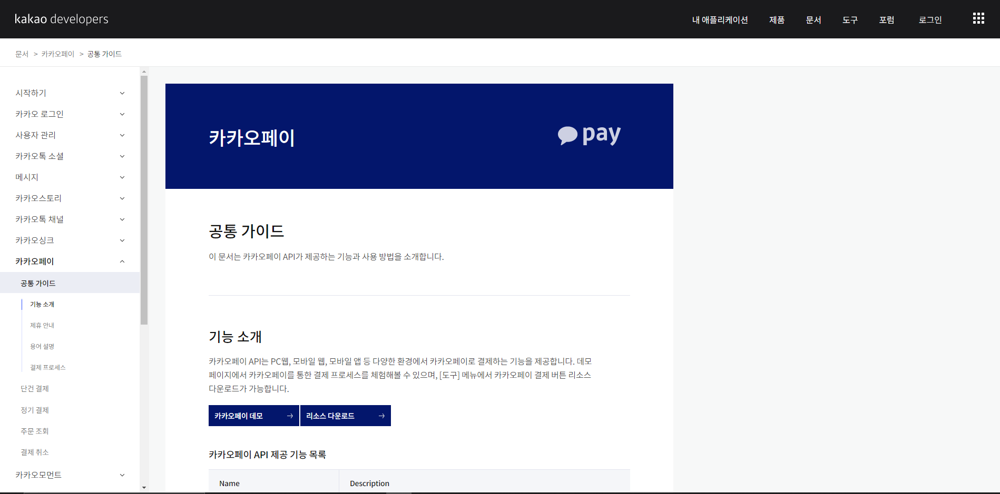 kakao developers
내 애플리케이션 제품 문서 도구 포럼 로그인
문서 > 카카오페이 > 공통 가이드
시작하기
카카오 로그인
사용자 관리
카카오톡 소셜
메시지
카카오스토리
카카오톡 채널
카카오싱크
카카오페이
공통 가이드
기능 소개
제휴 안내
용어 설명
결제 프로세스
단건 결제
정기 결제
주문 조회
결제 취소
카카오모먼트
카카오페이
pay
공통 가이드
이 문서는 카카오페이 API가 제공하는 기능과 사용 방법을 소개합니다.
기능 소개
카카오페이 API는 PC웹, 모바일 웹, 모바일 앱 등 다양한 환경에서 카카오페이로 결제하는 기능을 제공합니다. 데모
페이지에서 카카오페이를 통한 결제 프로세스를 체험해볼 수 있으며, [도구] 메뉴에서 카카오페이 결제 버튼 리소스
다운로드가 가능합니다.
카카오페이 데모 → 리소스 다운로드 →
카카오페이 API 제공 기능 목록
Name Description